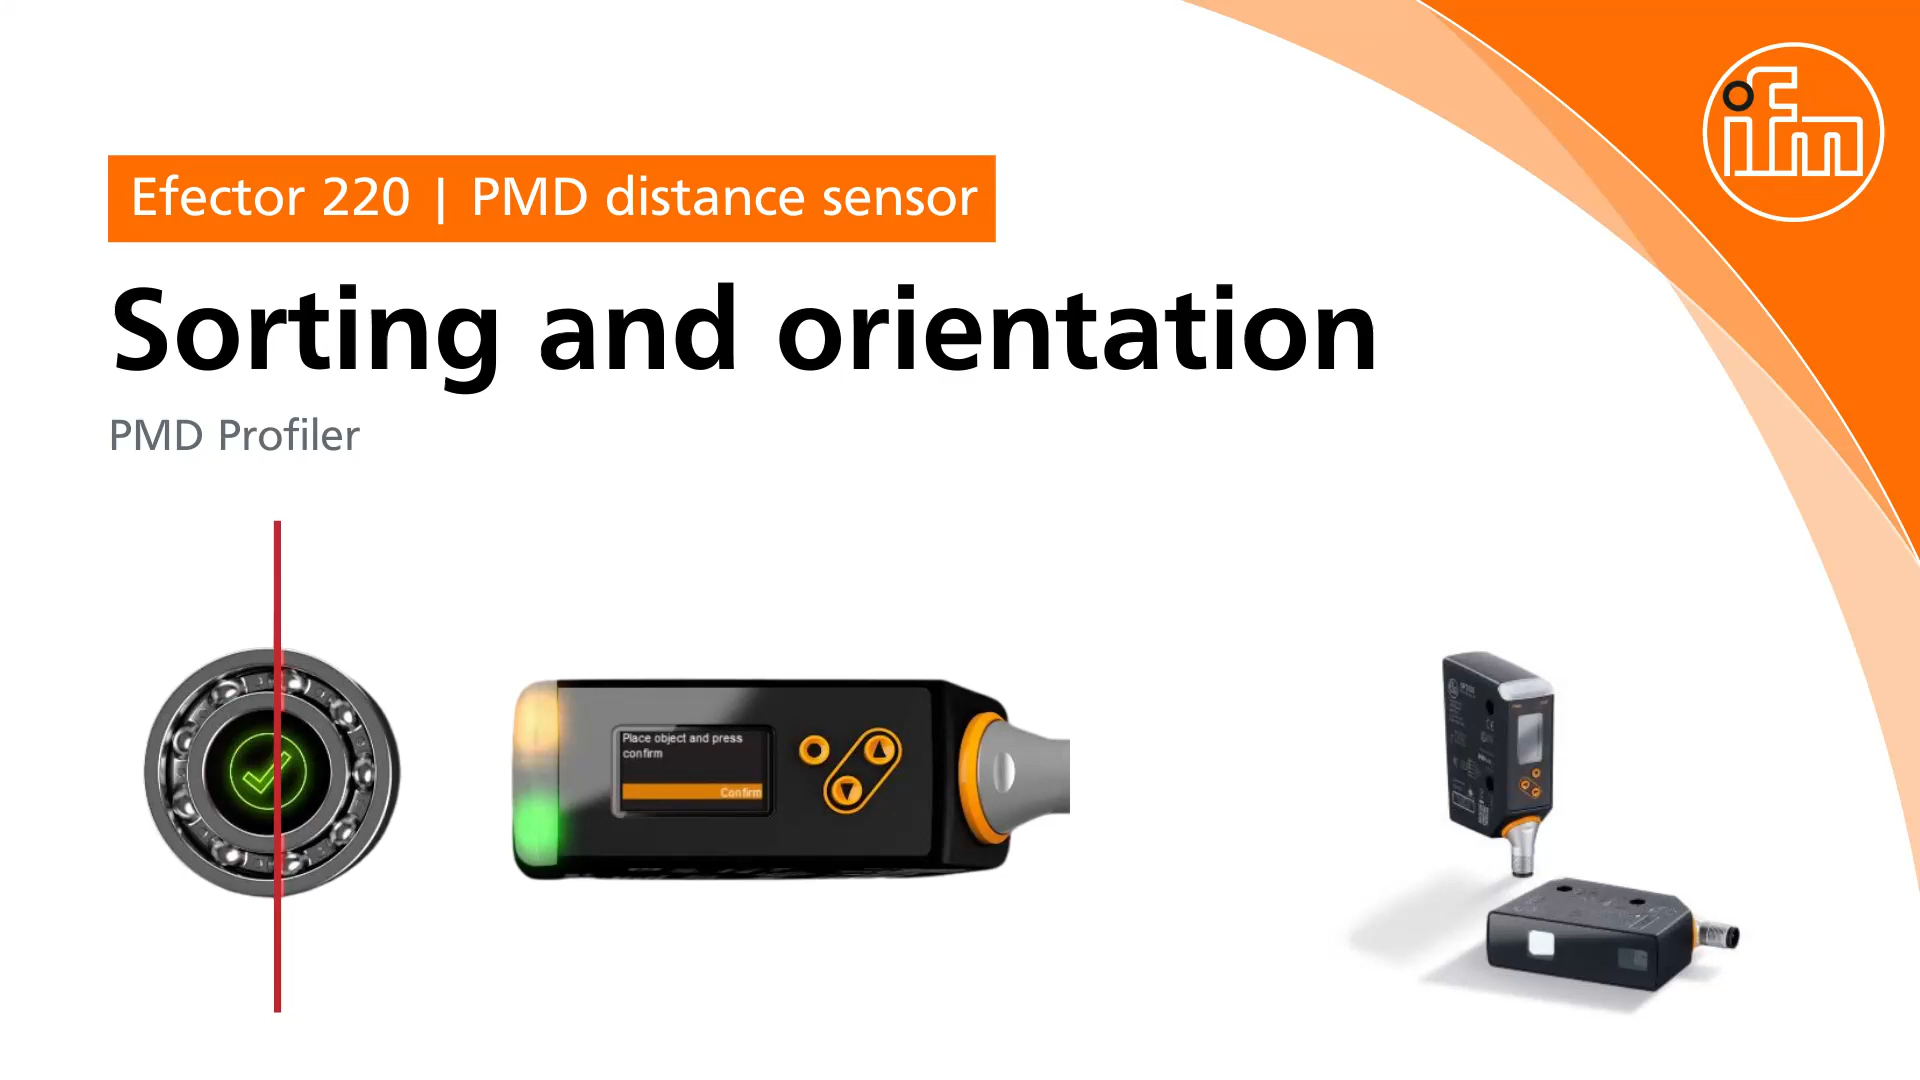 ifm
Efector 220 | PMD distance sensor
Sorting and orientation
PMD Profiler
Place object and press
confirm
Confirm